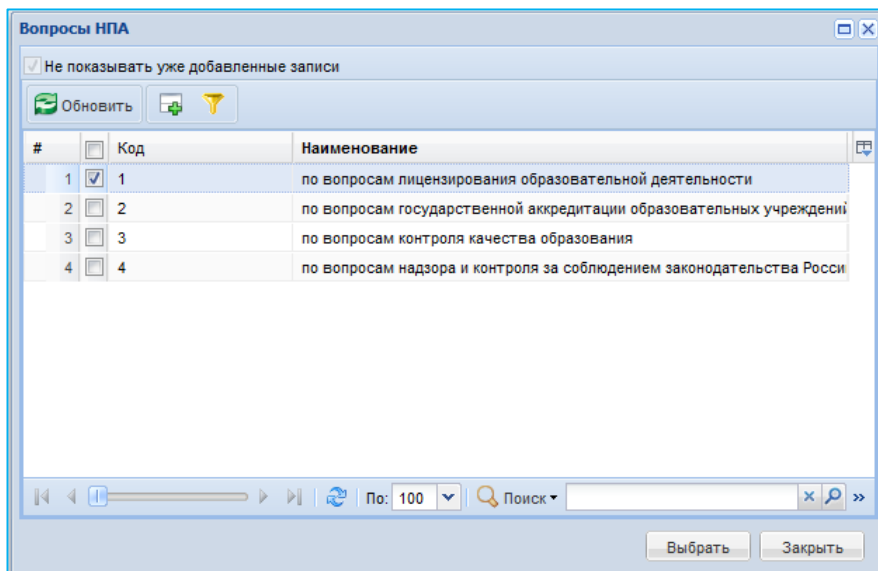 Вопросы НПА
Не показывать уже добавленные записи
Обновить
# Код Наименование
1 1 по вопросам лицензирования образовательной деятельности
2 2 по вопросам государственной аккредитации образовательных учреждений
3 3 по вопросам контроля качества образования
4 4 по вопросам надзора и контроля за соблюдением законодательства Росси
По: 100 Поиск »
Выбрать Закрыть